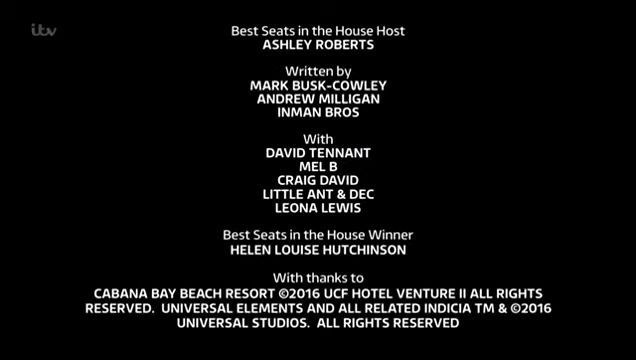 itv
Best Seats in the House Host
ASHLEY ROBERTS
Written by
MARK BUSK-COWLEY
ANDREW MILLIGAN
INMAN BROS
With
DAVID TENNANT
MEL B
CRAIG DAVID
LITTLE ANT & DEC
LEONA LEWIS
Best Seats in the House Winner
HELEN LOUISE HUTCHINSON
With thanks to
CABANA BAY BEACH RESORT ©2016 UCF HOTEL VENTURE II ALL RIGHTS
RESERVED.  UNIVERSAL ELEMENTS AND ALL RELATED INDICIA TM & ©2016
UNIVERSAL STUDIOS.  ALL RIGHTS RESERVED